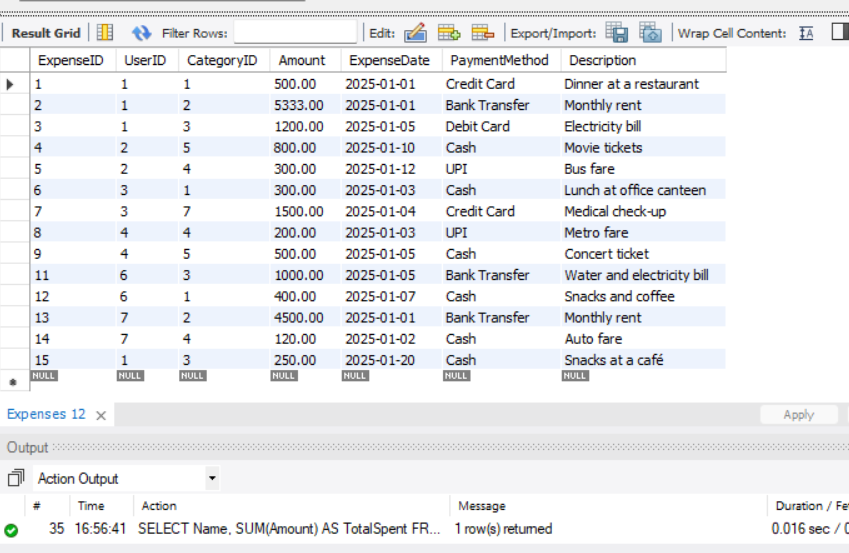 Result Grid Filter Rows: Edit: Export/Import: Wrap Cell Content: IA
ExpenseID UserID CategoryID Amount ExpenseDate PaymentMethod Description
1 1 1 500.00 2025-01-01 Credit Card Dinner at a restaurant
2 1 2 5333.00 2025-01-01 Bank Transfer Monthly rent
3 1 3 1200.00 2025-01-05 Debit Card Electricity bill
4 2 5 800.00 2025-01-10 Cash Movie tickets
5 2 4 300.00 2025-01-12 UPI Bus fare
6 3 1 300.00 2025-01-03 Cash Lunch at office canteen
7 3 7 1500.00 2025-01-04 Credit Card Medical check-up
8 4 4 200.00 2025-01-03 UPI Metro fare
9 4 5 500.00 2025-01-05 Cash Concert ticket
11 6 3 1000.00 2025-01-05 Bank Transfer Water and electricity bill
12 6 1 400.00 2025-01-07 Cash Snacks and coffee
13 7 2 4500.00 2025-01-01 Bank Transfer Monthly rent
14 7 4 120.00 2025-01-02 Cash Auto fare
15 1 3 250.00 2025-01-20 Cash Snacks at a café
NULL NULL NULL NULL NULL NULL NULL
Expenses 12 Apply
Output
Action Output
# Time Action Message Duration / Fe
35 16:56:41 SELECT Name, SUM(Amount) AS TotalSpent FR... 1 row(s) returned 0.016 sec / 0